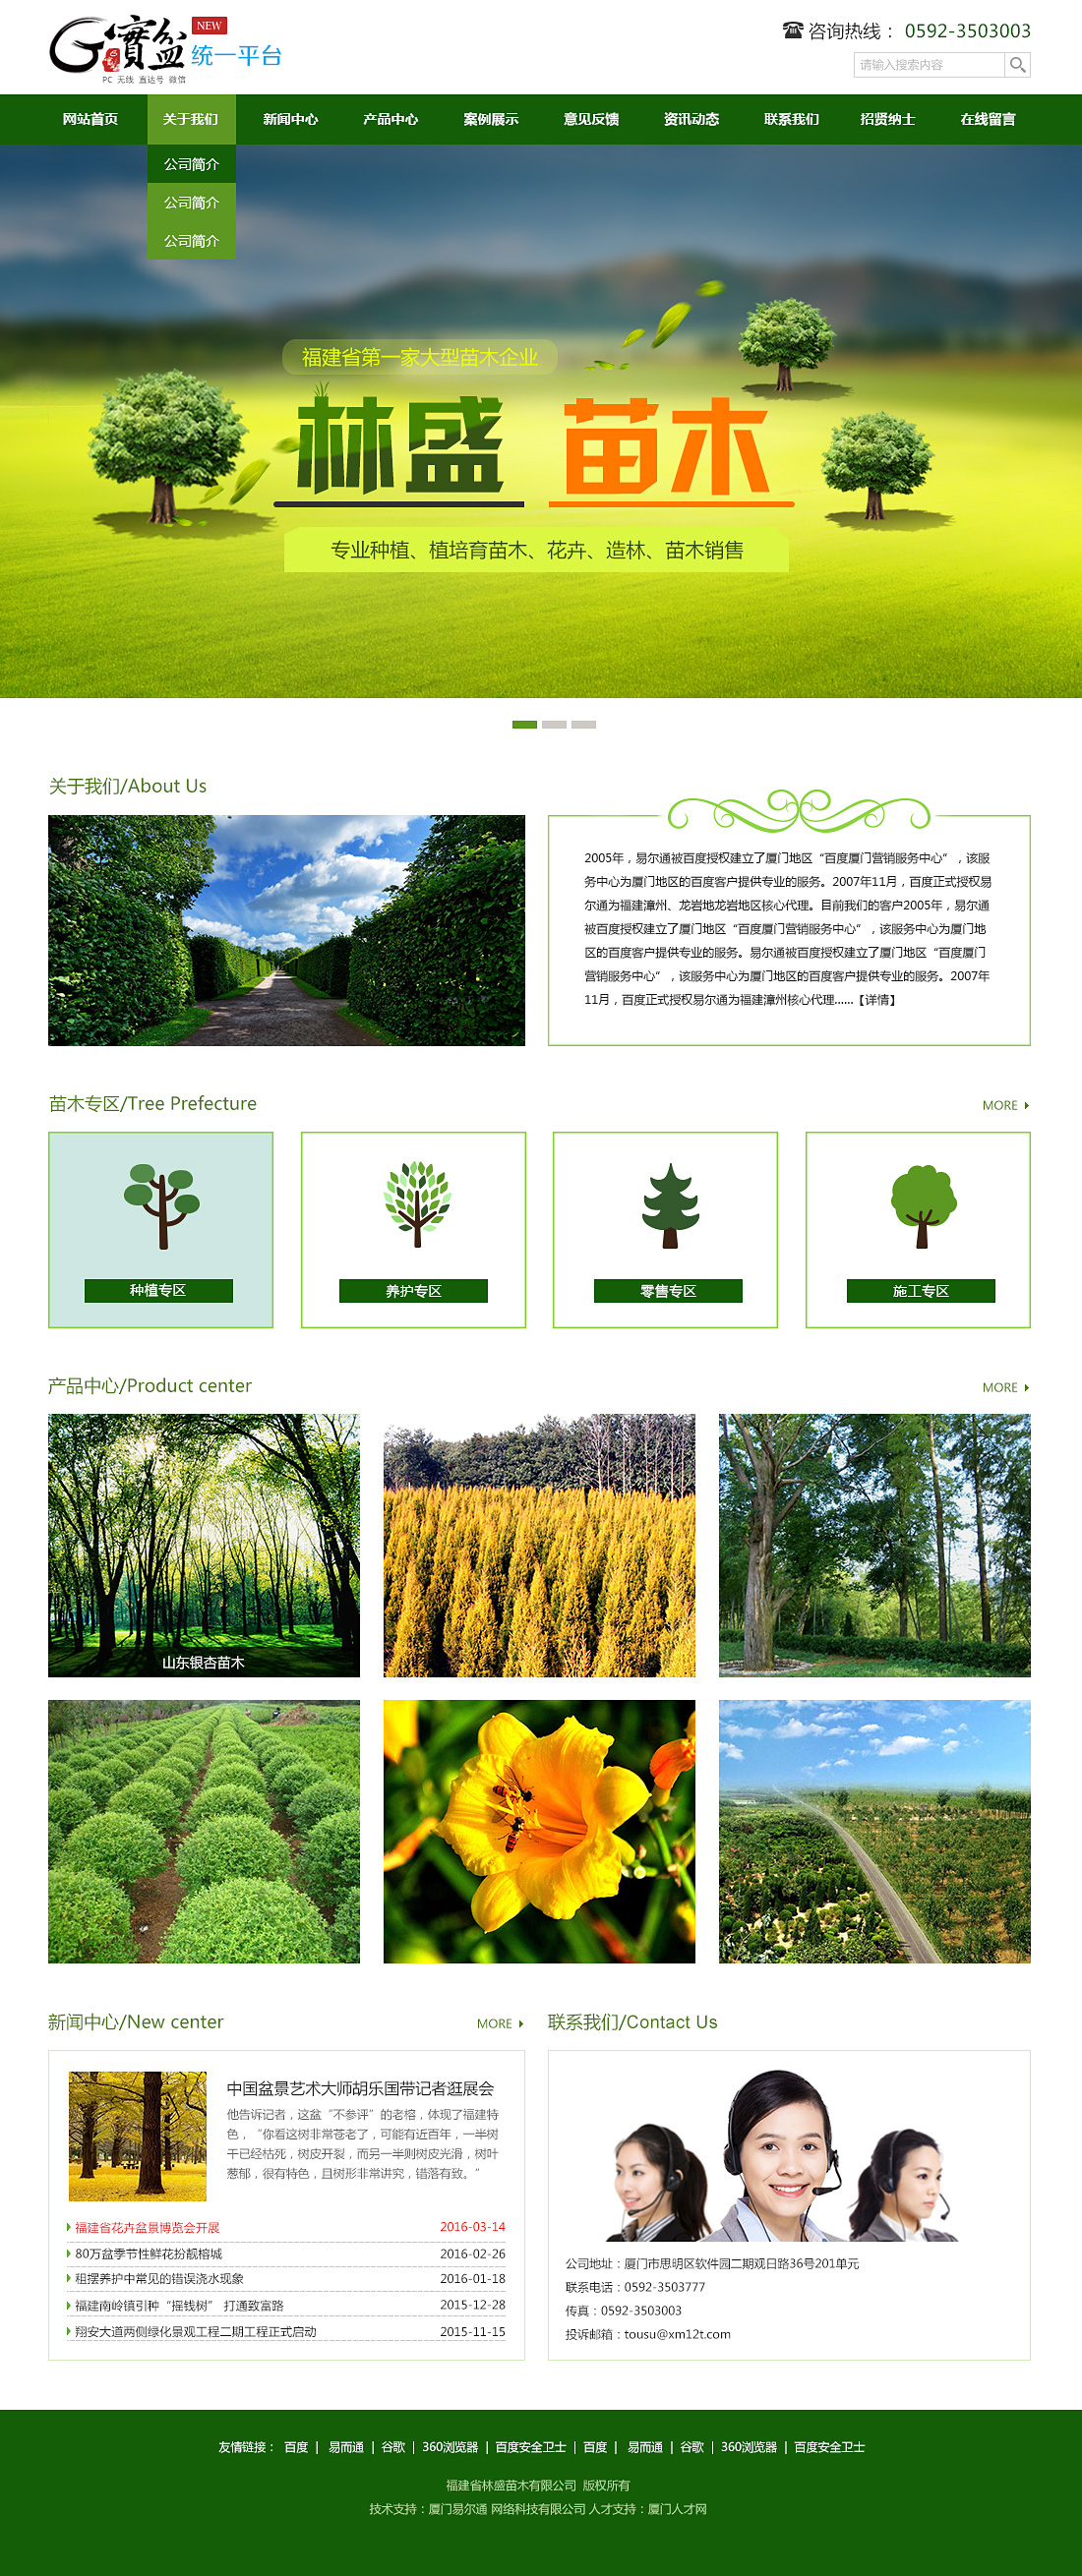 G寶盆
NEW
统一平台
PC 无线 直达号 微信
咨询热线： 0592-3503003
请输入搜索内容
网站首页 关于我们 新闻中心 产品中心 案例展示 意见反馈 资讯动态 联系我们 招贤纳士 在线留言
公司简介
公司简介
公司简介
福建省第一家大型苗木企业
林盛 苗木
专业种植、植培育苗木、花卉、造林、苗木销售
关于我们/About Us
2005年，易尔通被百度授权建立了厦门地区“百度厦门营销服务中心”，该服
务中心为厦门地区的百度客户提供专业的服务。2007年11月，百度正式授权易
尔通为福建漳州、龙岩地龙岩地区核心代理。目前我们的客户2005年，易尔通
被百度授权建立了厦门地区“百度厦门营销服务中心”，该服务中心为厦门地
区的百度客户提供专业的服务。易尔通被百度授权建立了厦门地区“百度厦门
营销服务中心”，该服务中心为厦门地区的百度客户提供专业的服务。2007年
11月，百度正式授权易尔通为福建漳州核心代理......【详情】
苗木专区/Tree Prefecture
MORE
种植专区 养护专区 零售专区 施工专区
产品中心/Product center
MORE
山东银杏苗木
新闻中心/New center
MORE
中国盆景艺术大师胡乐国带记者逛展会
他告诉记者，这盆“不参评”的老榕，体现了福建特
色，“你看这树非常苍老了，可能有近百年，一半树
干已经枯死，树皮开裂，而另一半则树皮光滑，树叶
葱郁，很有特色，且树形非常讲究，错落有致。”
福建省花卉盆景博览会开展 2016-03-14
80万盆季节性鲜花扮靓榕城 2016-02-26
租摆养护中常见的错误浇水现象 2016-01-18
福建南岭镇引种“摇钱树” 打通致富路 2015-12-28
翔安大道两侧绿化景观工程二期工程正式启动 2015-11-15
联系我们/Contact Us
公司地址：厦门市思明区软件园二期观日路36号201单元
联系电话：0592-3503777
传真：0592-3503003
投诉邮箱：tousu@xm12t.com
友情链接： 百度 | 易而通 | 谷歌 | 360浏览器 | 百度安全卫士 | 百度 | 易而通 | 谷歌 | 360浏览器 | 百度安全卫士
福建省林盛苗木有限公司 版权所有
技术支持：厦门易尔通 网络科技有限公司 人才支持：厦门人才网